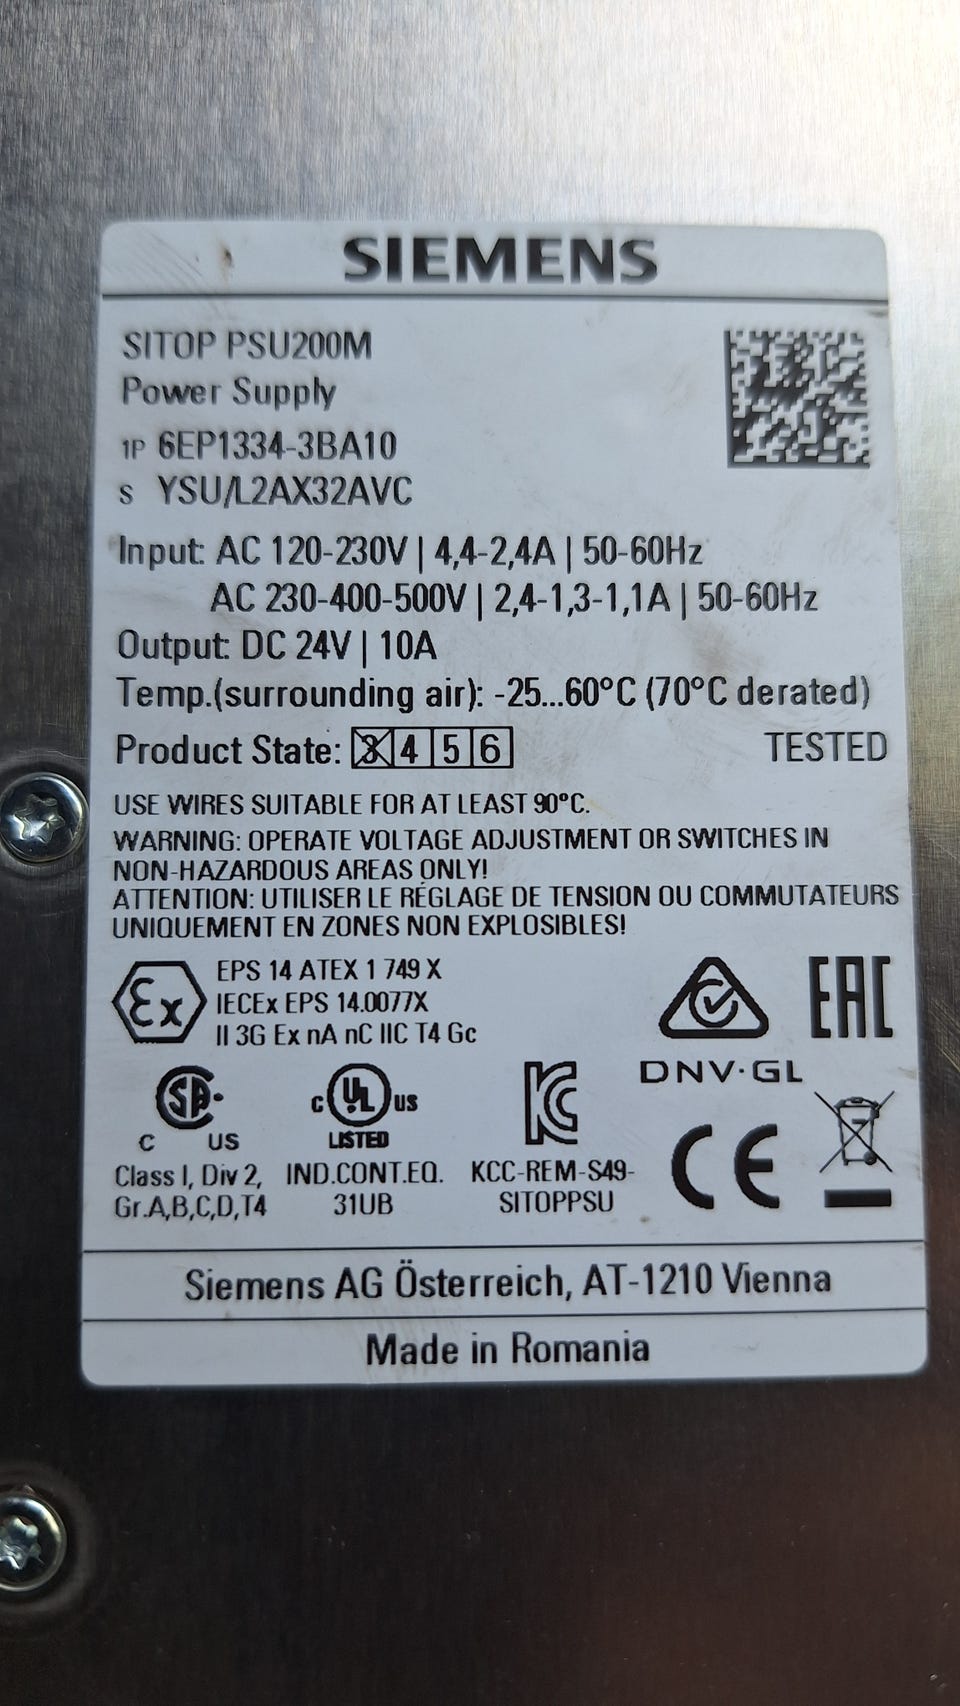 SIEMENS
SITOP PSU200M
Power Supply
1P 6EP1334-3BA10
S YSU/L2AX32AVC
Input: AC 120-230V | 4,4-2,4A | 50-60Hz
AC 230-400-500V | 2,4-1,3-1,1A | 50-60Hz
Output: DC 24V | 10A
Temp.(surrounding air): -25...60°C (70°C derated)
Product State: 3 4 5 6 TESTED
USE WIRES SUITABLE FOR AT LEAST 90°C.
WARNING: OPERATE VOLTAGE ADJUSTMENT OR SWITCHES IN
NON-HAZARDOUS AREAS ONLY!
ATTENTION: UTILISER LE RÉGLAGE DE TENSION OU COMMUTATEURS
UNIQUEMENT EN ZONES NON EXPLOSIBLES!
Ex
EPS 14 ATEX 1 749 X
IECEx EPS 14.0077X
II 3G Ex nA nC IIC T4 Gc
EAC
DNV·GL
SA
C US
Class I, Div 2,
Gr.A,B,C,D,T4
c UL us
LISTED
IND.CONT.EQ.
31UB
KC
KCC-REM-S49-
SITOPPSU
CE
Siemens AG Österreich, AT-1210 Vienna
Made in Romania